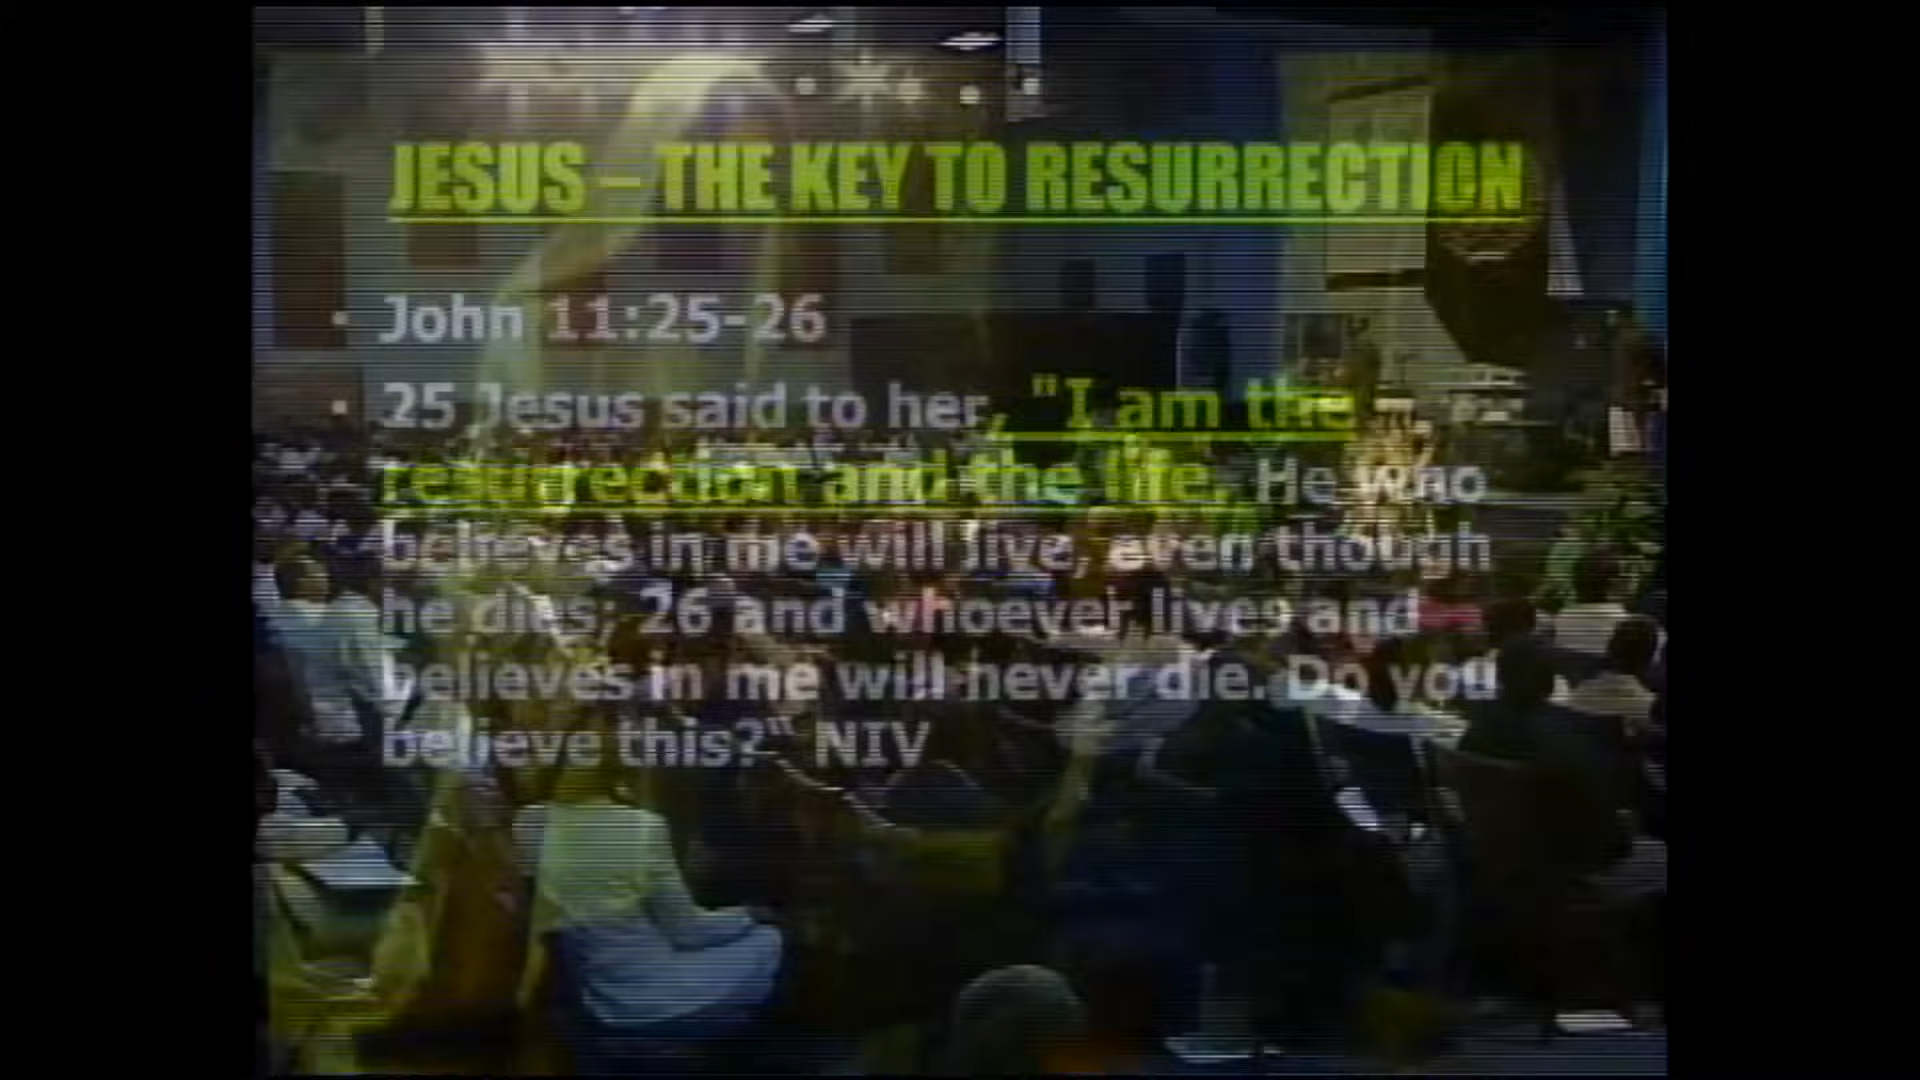 JESUS – THE KEY TO RESURRECTION
• John 11:25-26
• 25 Jesus said to her, "I am the
resurrection and the life. He who
believes in me will live, even though
he dies; 26 and whoever lives and
believes in me will never die. Do you
believe this?" NIV